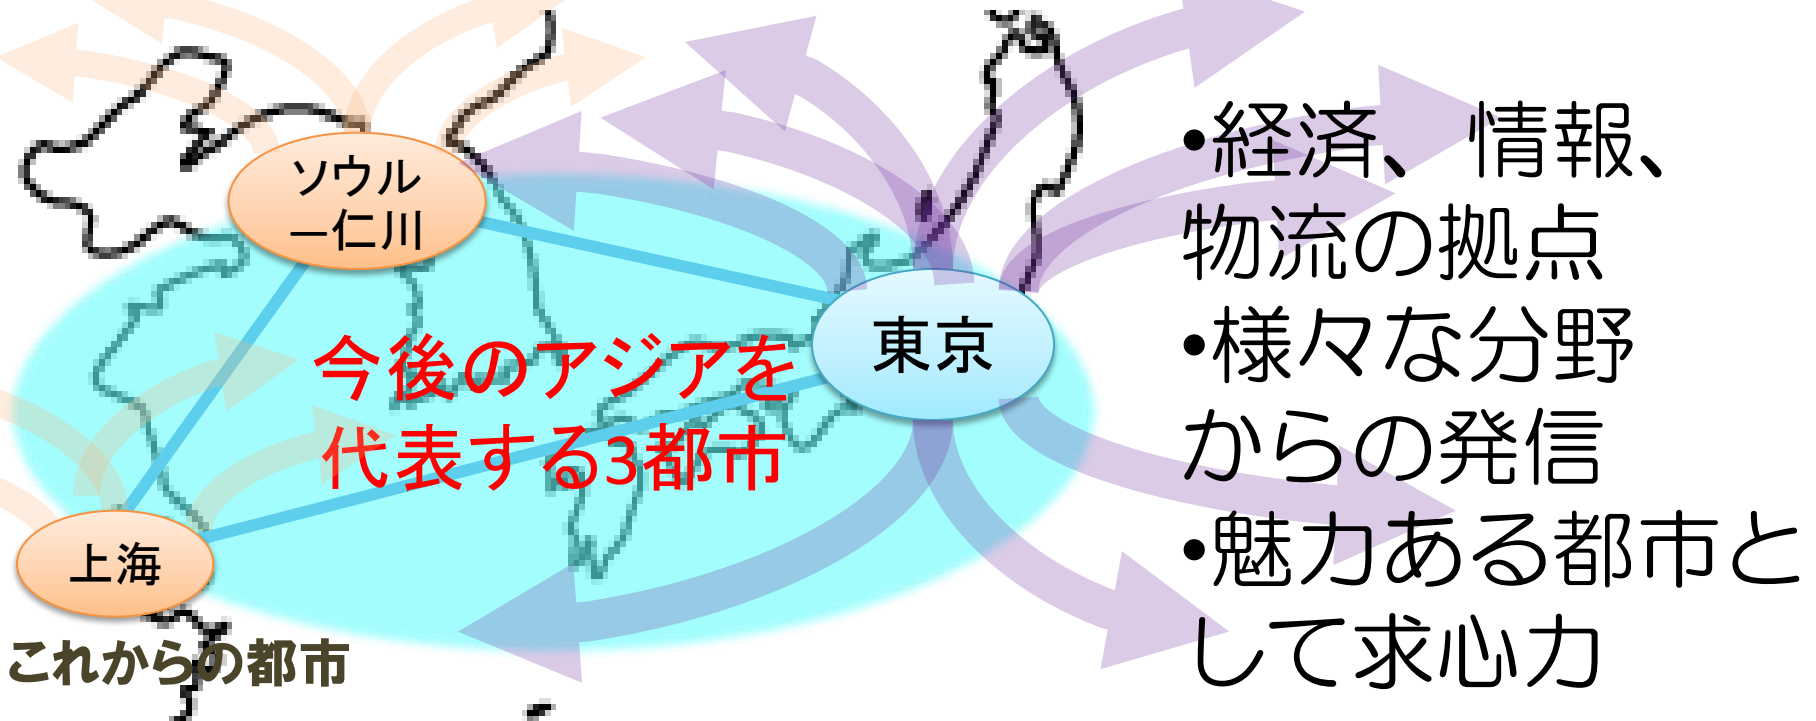 ソウル
－仁川
東京
今後のアジアを
代表する3都市
上海
これからの都市
•経済、情報、
物流の拠点
•様々な分野
からの発信
•魅力ある都市と
して求心力